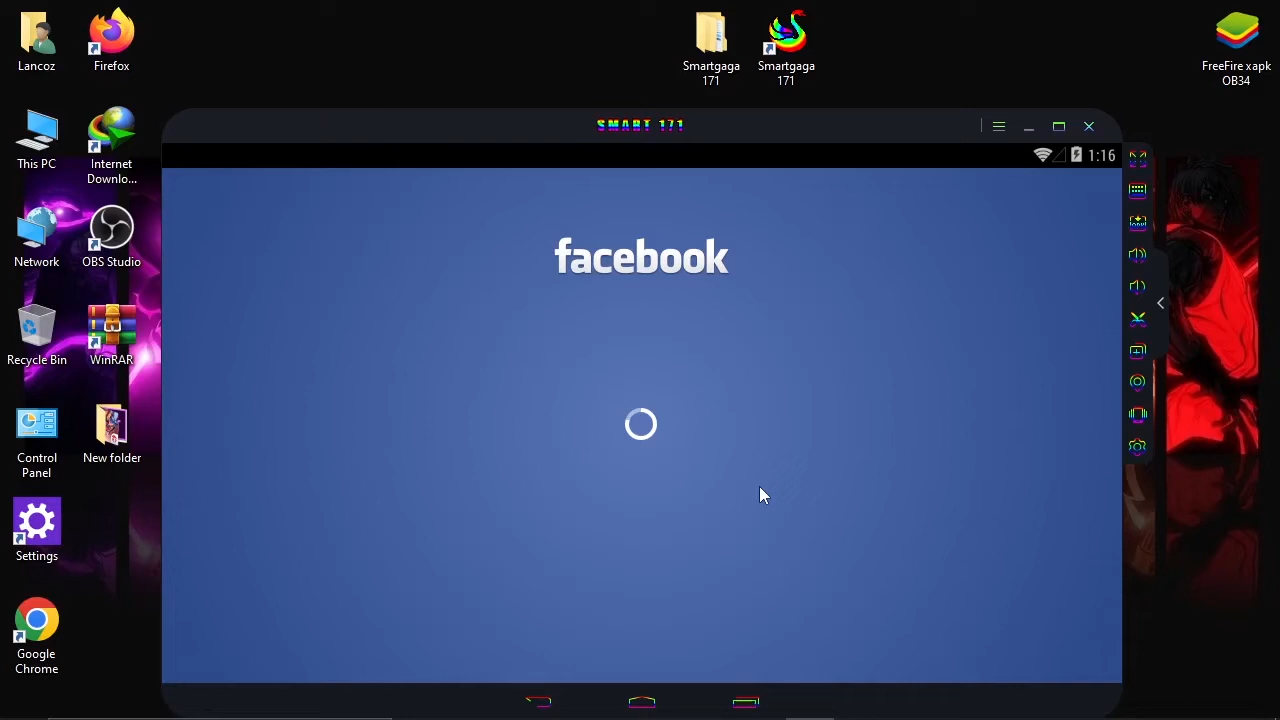 Lancoz
Firefox
Smartgaga
171
Smartgaga
171
FreeFire xapk
OB34
This PC
Internet
Downlo...
SMART 171
1:16
facebook
Network
OBS Studio
Recycle Bin
WinRAR
Control
Panel
New folder
Settings
Google
Chrome